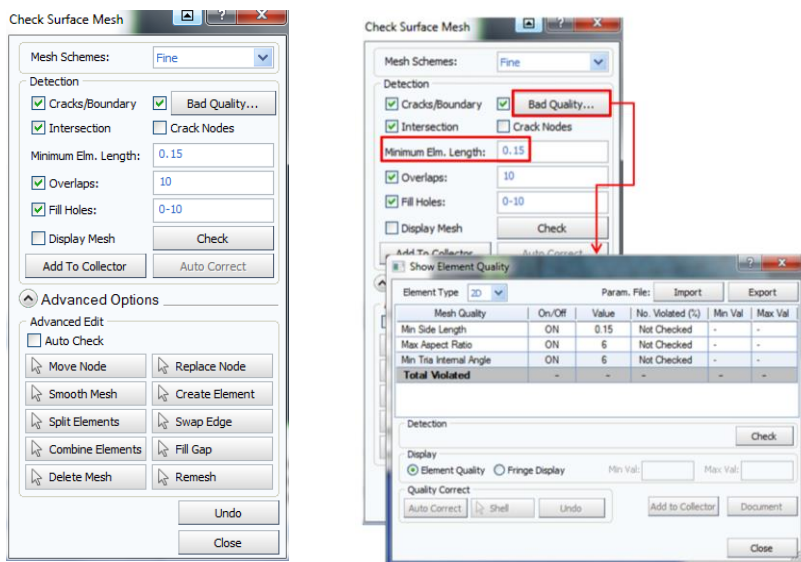 Check Surface Mesh
Mesh Schemes: Fine
Detection
Cracks/Boundary Bad Quality...
Intersection Crack Nodes
Minimum Elm. Length: 0.15
Overlaps: 10
Fill Holes: 0-10
Display Mesh Check
Add To Collector Auto Correct
Advanced Options
Advanced Edit
Auto Check
Move Node Replace Node
Smooth Mesh Create Element
Split Elements Swap Edge
Combine Elements Fill Gap
Delete Mesh Remesh
Undo
Close
Check Surface Mesh
Mesh Schemes: Fine
Detection
Cracks/Boundary Bad Quality...
Intersection Crack Nodes
Minimum Elm. Length: 0.15
Overlaps: 10
Fill Holes: 0-10
Display Mesh Check
Add To Collector Auto Correct
Show Element Quality
Element Type 2D Param. File: Import Export
Mesh Quality On/Off Value No. Violated (%) Min Val Max Val
Min Side Length ON 0.15 Not Checked - -
Max Aspect Ratio ON 6 Not Checked - -
Min Tria Internal Angle ON 6 Not Checked - -
Total Violated - - - - -
Detection
Check
Display
Element Quality Fringe Display Min Val: Max Val:
Quality Correct
Auto Correct Shell Undo Add to Collector Document
Close